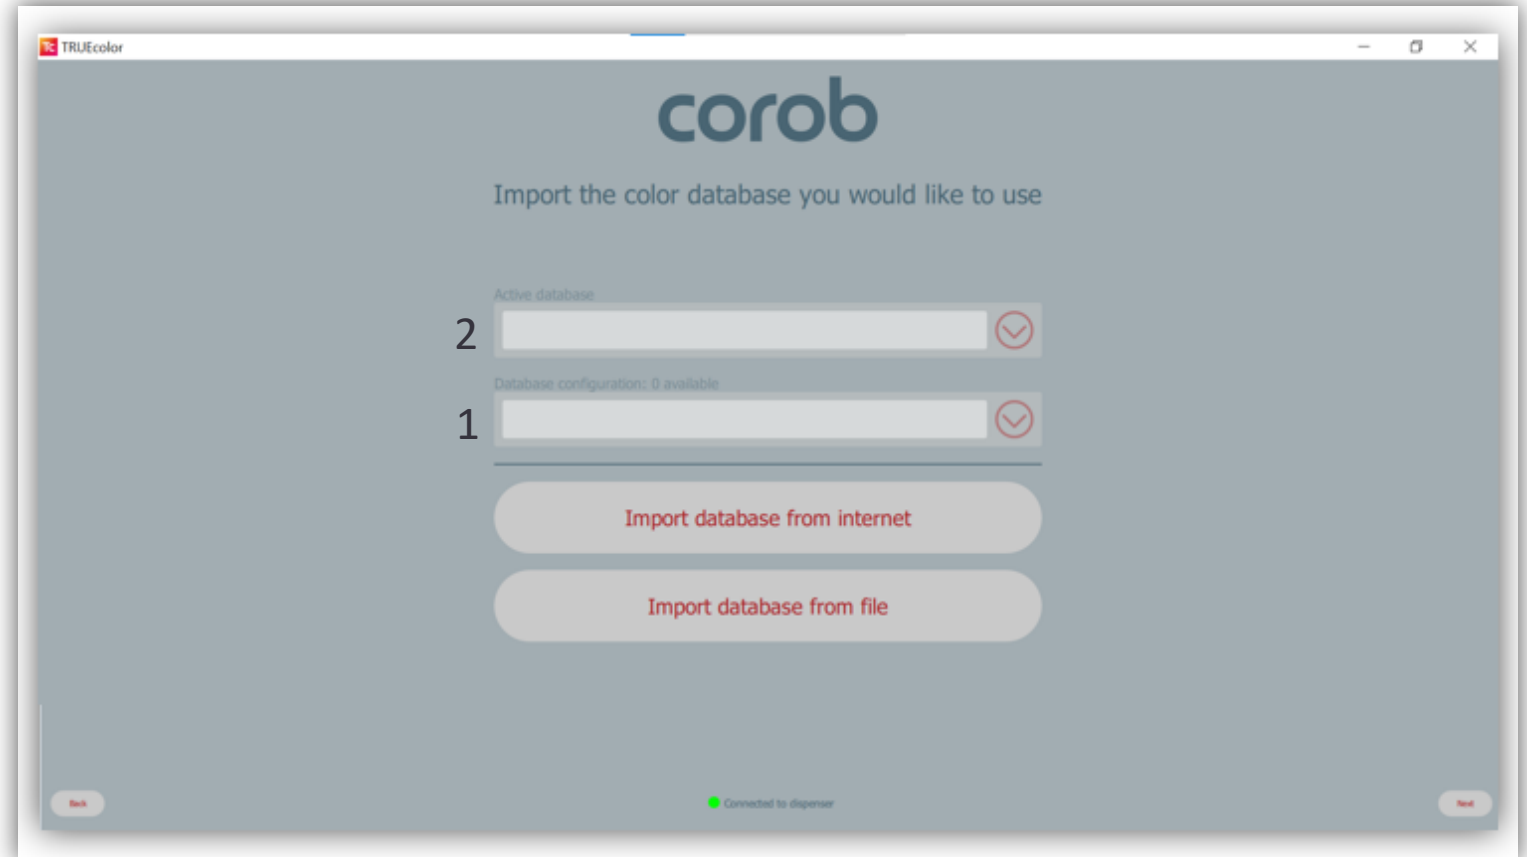 TRUEcolor
corob
Import the color database you would like to use
Active database
2
Database configuration: 0 available
1
Import database from internet
Import database from file
Back
Connected to dispenser
Next